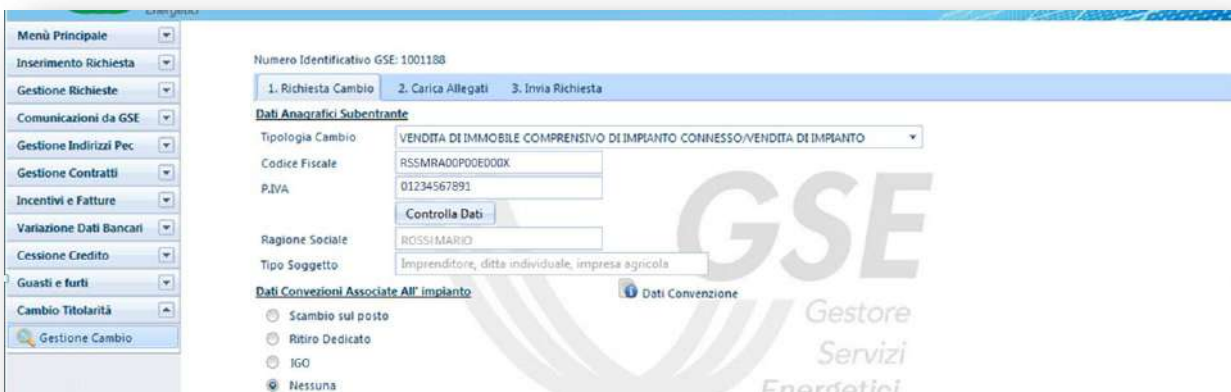 Energetici
Menù Principale
Inserimento Richiesta
Gestione Richieste
Comunicazioni da GSE
Gestione Indirizzi Pec
Gestione Contratti
Incentivi e Fatture
Variazione Dati Bancari
Cessione Credito
Guasti e furti
Cambio Titolarità
Gestione Cambio
Numero Identificativo GSE: 1001188
1. Richiesta Cambio 2. Carica Allegati 3. Invia Richiesta
Dati Anagrafici Subentrante
Tipologia Cambio VENDITA DI IMMOBILE COMPRENSIVO DI IMPIANTO CONNESSO/VENDITA DI IMPIANTO
Codice Fiscale RSSMRA00P00E000X
P.IVA 01234567891
Controlla Dati
Ragione Sociale ROSSI MARIO
Tipo Soggetto Imprenditore, ditta individuale, impresa agricola
Dati Convezioni Associate All' impianto Dati Convenzione
Scambio sul posto
Ritiro Dedicato
IGO
Nessuna
GSE
Gestore
Servizi
Energetici